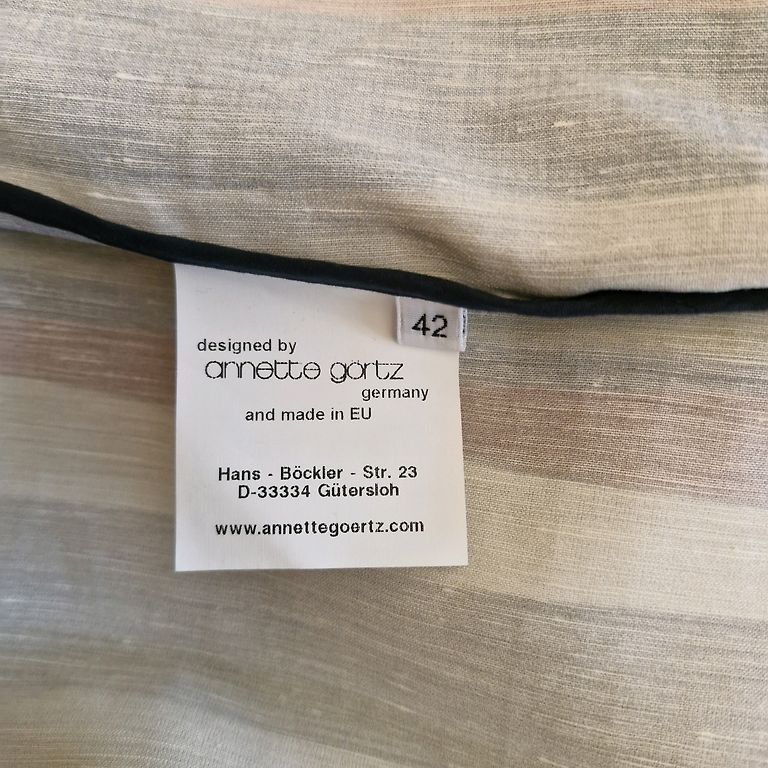 42
designed by
annette görtz
germany
and made in EU
Hans - Böckler - Str. 23
D-33334 Gütersloh
www.annettegoertz.com